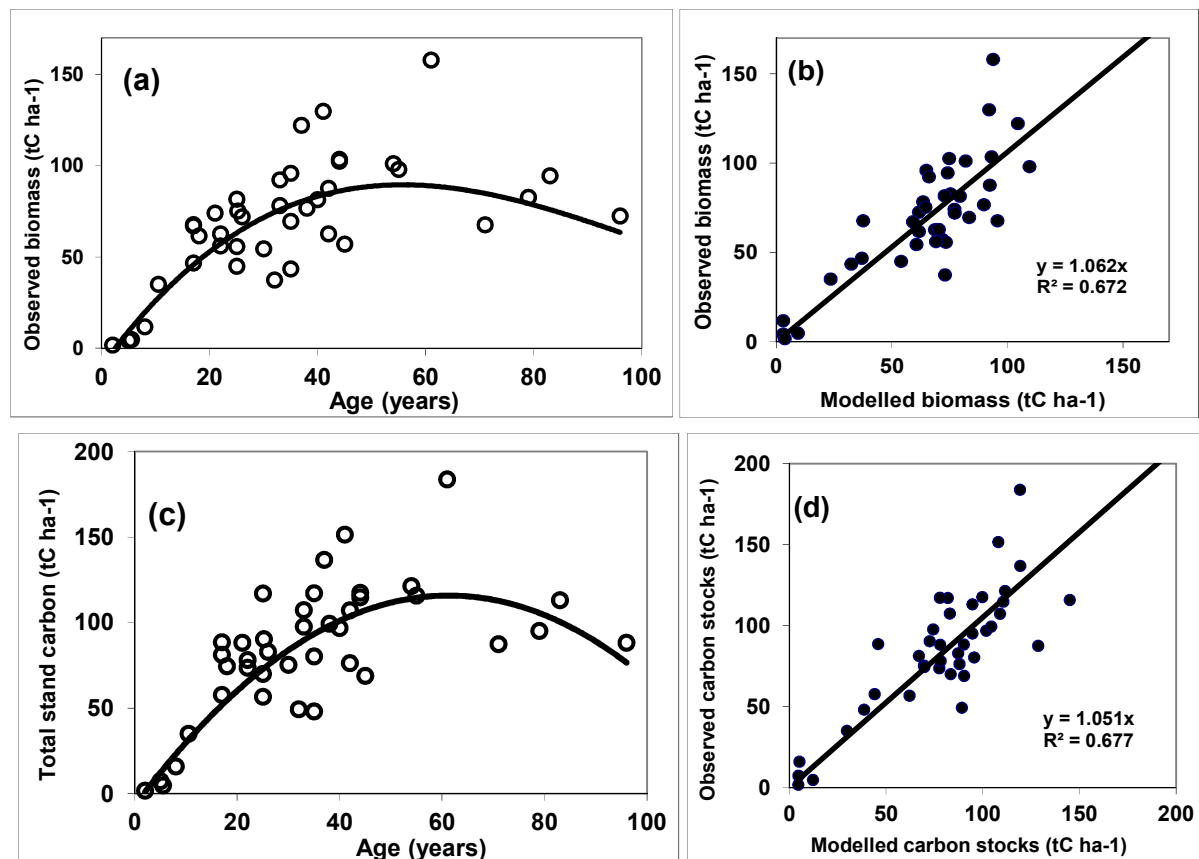 (a)
Observed biomass (tC ha-1)
150
100
50
0
0 20 40 60 80 100
Age (years)
(b)
Observed biomass (tC ha-1)
150
100
50
0
y = 1.062x
R² = 0.672
0 50 100 150
Modelled biomass (tC ha-1)
(c)
Total stand carbon (tC ha-1)
200
150
100
50
0
0 20 40 60 80 100
Age (years)
(d)
Observed carbon stocks (tC ha-1)
200
150
100
50
0
y = 1.051x
R² = 0.677
0 50 100 150 200
Modelled carbon stocks (tC ha-1)